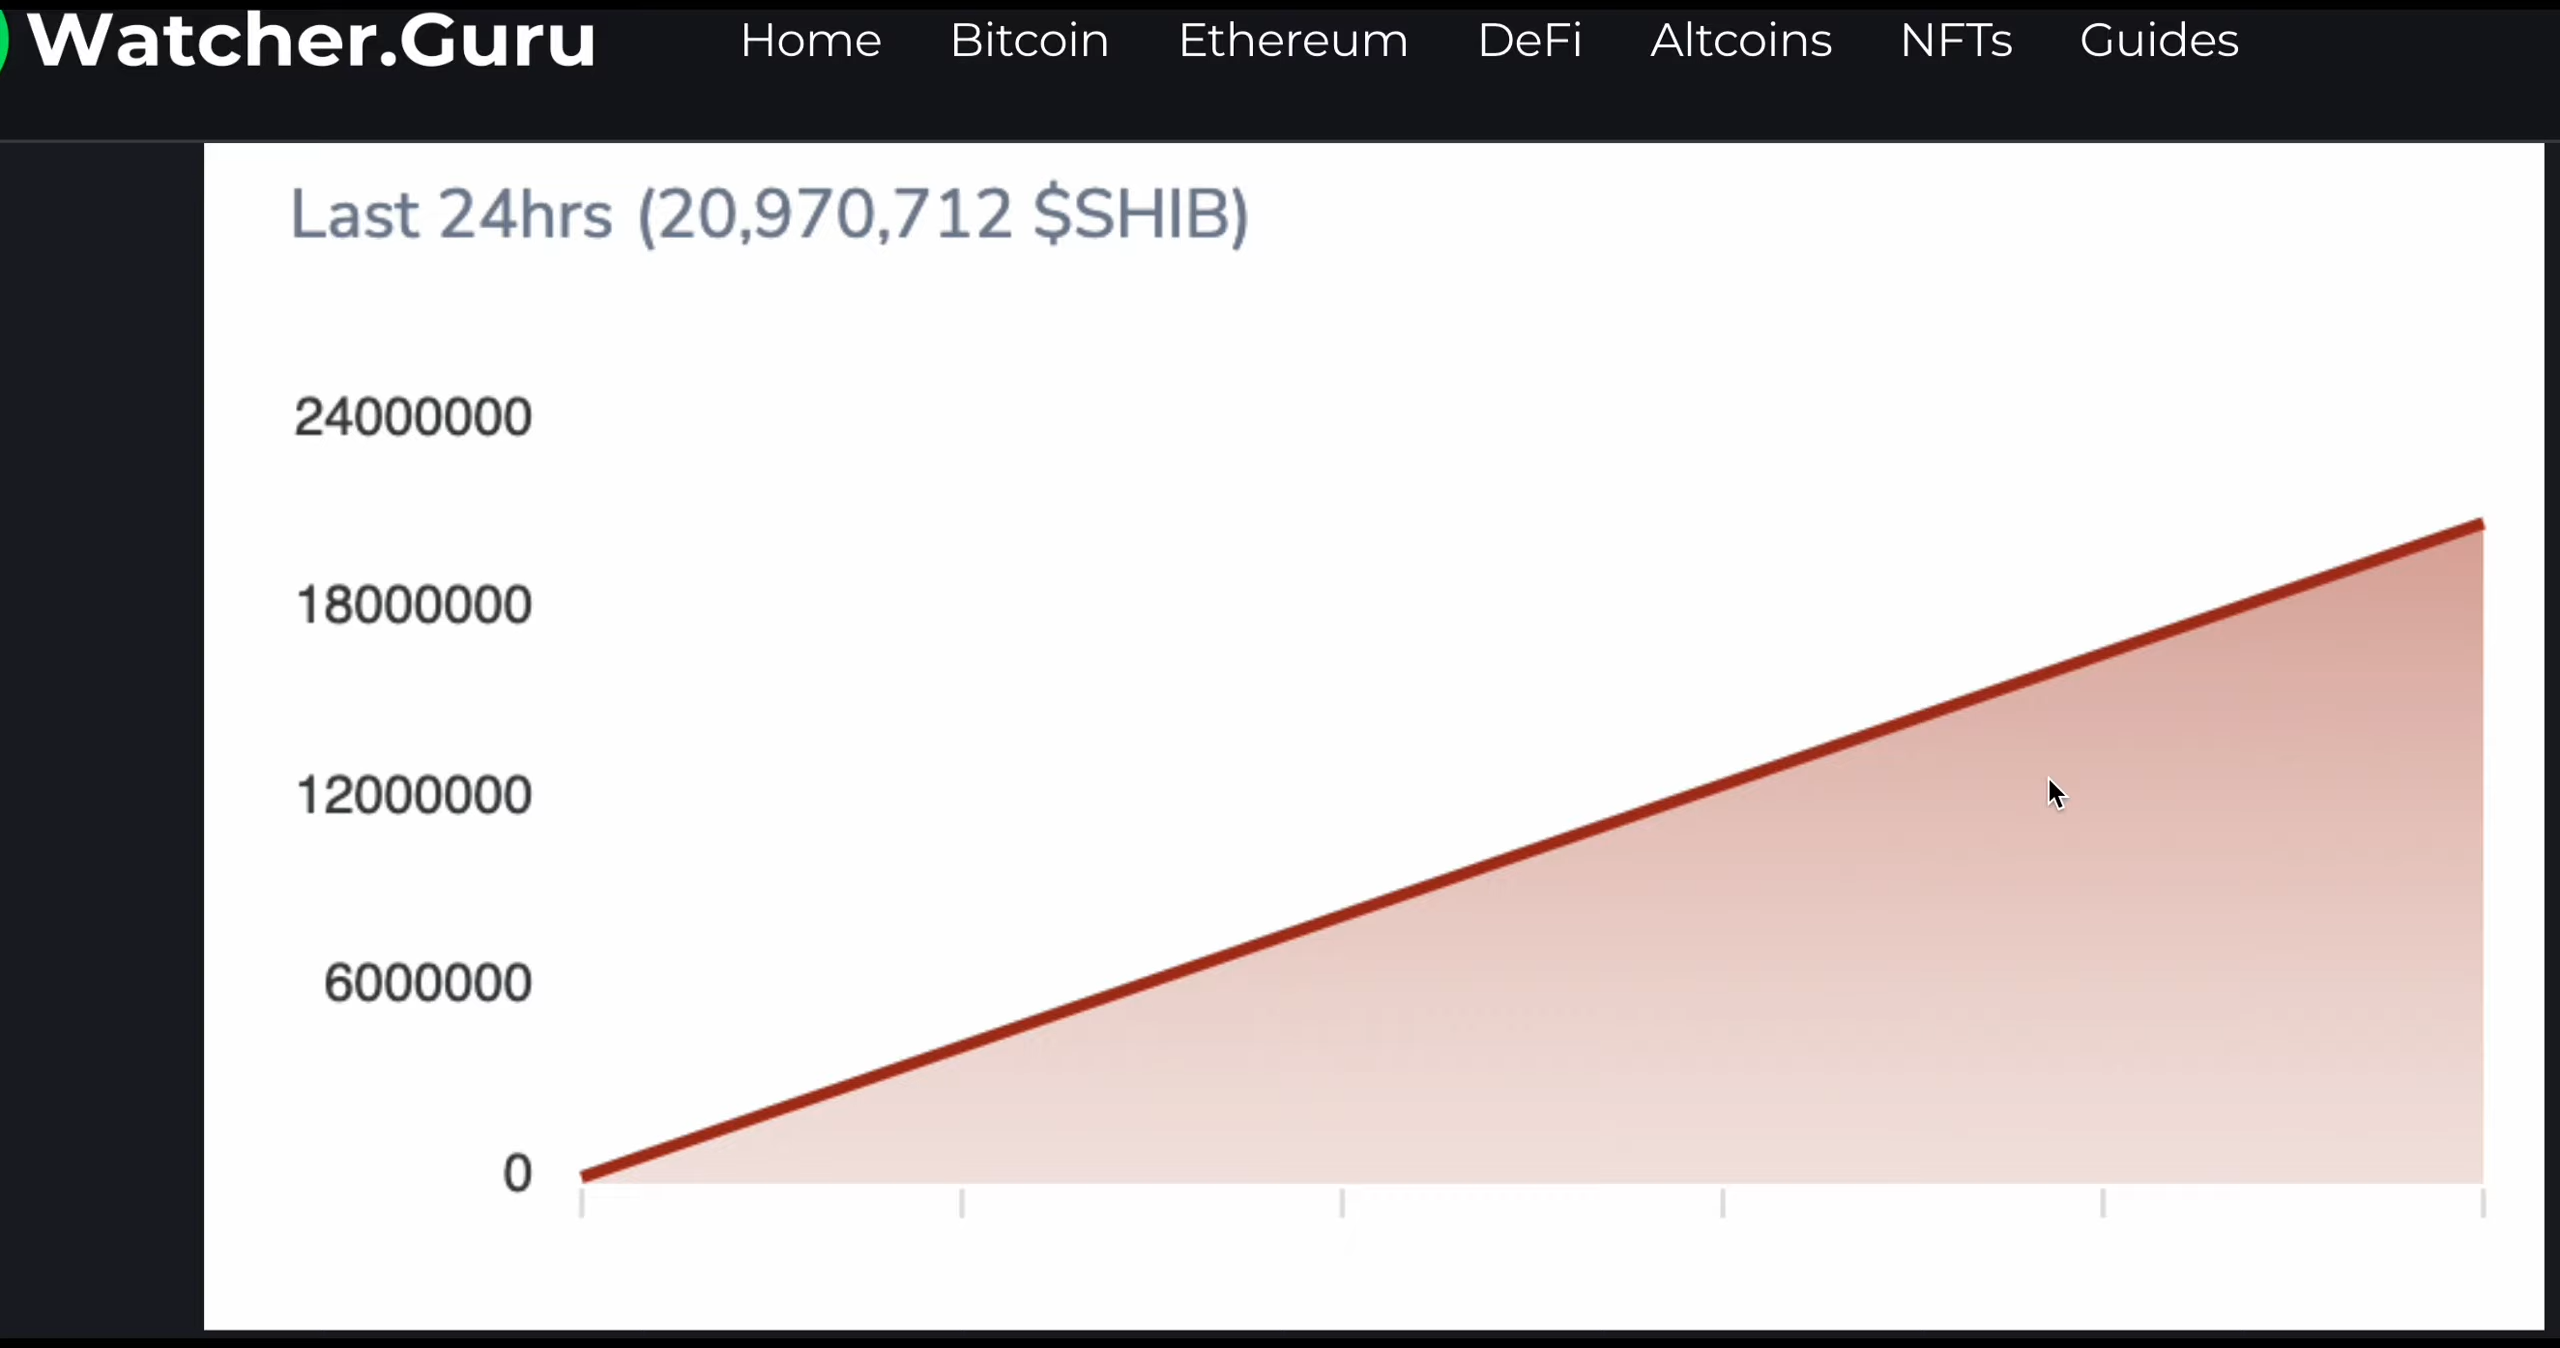 Watcher.Guru Home Bitcoin Ethereum DeFi Altcoins NFTs Guides
Last 24hrs (20,970,712 $SHIB)
24000000
18000000
12000000
6000000
0